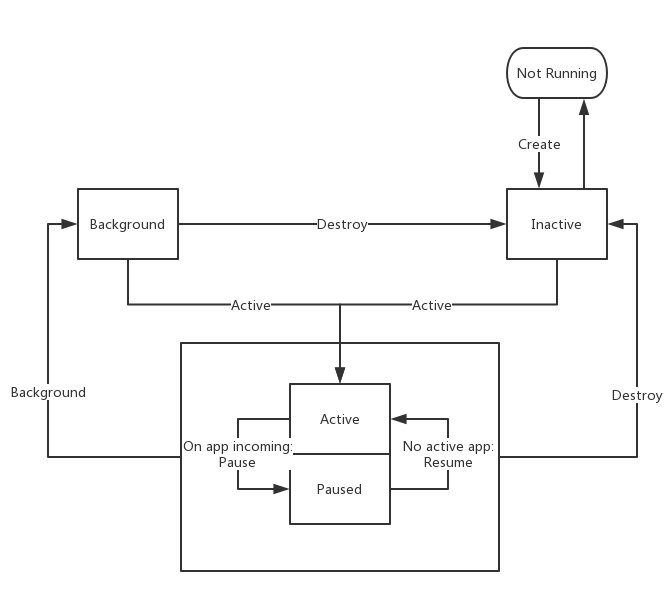 Not Running
Create
Background
Destroy
Inactive
Active
Active
Background
Destroy
Active
On app incoming:
Pause
No active app:
Resume
Paused